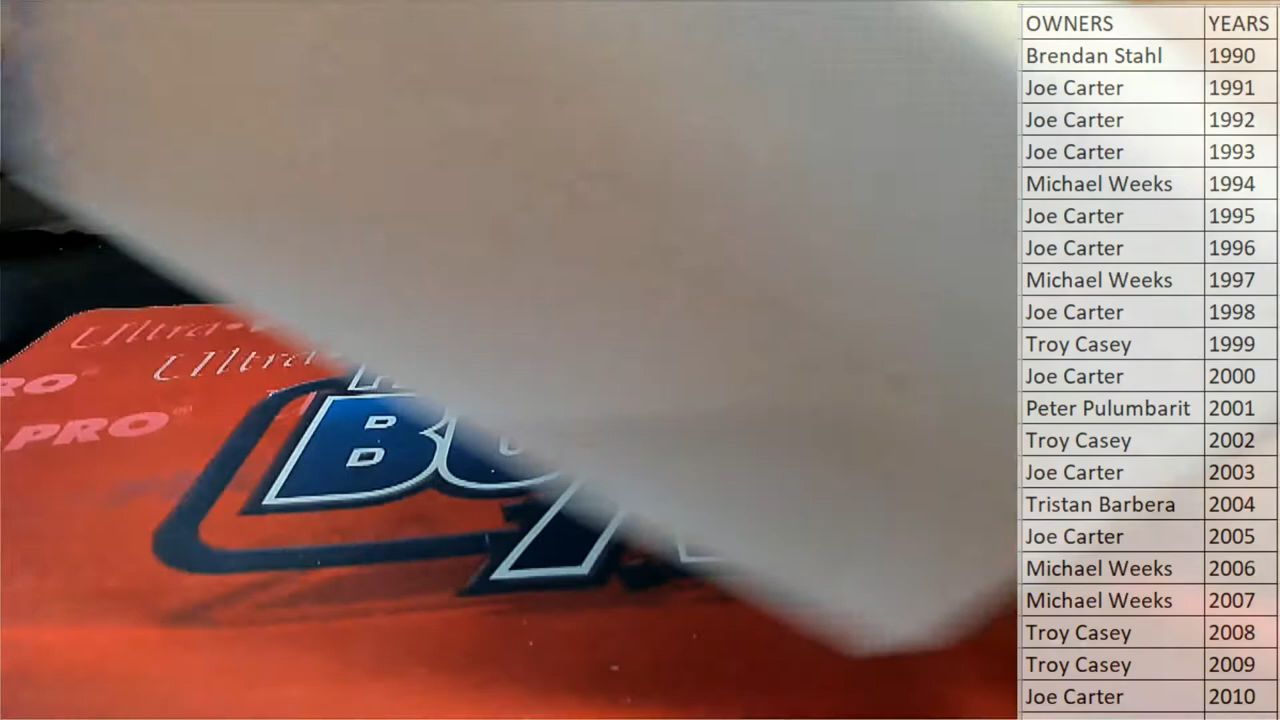 Ultra
Ultra
PRO
BU
OWNERS YEARS
Brendan Stahl 1990
Joe Carter 1991
Joe Carter 1992
Joe Carter 1993
Michael Weeks 1994
Joe Carter 1995
Joe Carter 1996
Michael Weeks 1997
Joe Carter 1998
Troy Casey 1999
Joe Carter 2000
Peter Pulumbarit 2001
Troy Casey 2002
Joe Carter 2003
Tristan Barbera 2004
Joe Carter 2005
Michael Weeks 2006
Michael Weeks 2007
Troy Casey 2008
Troy Casey 2009
Joe Carter 2010